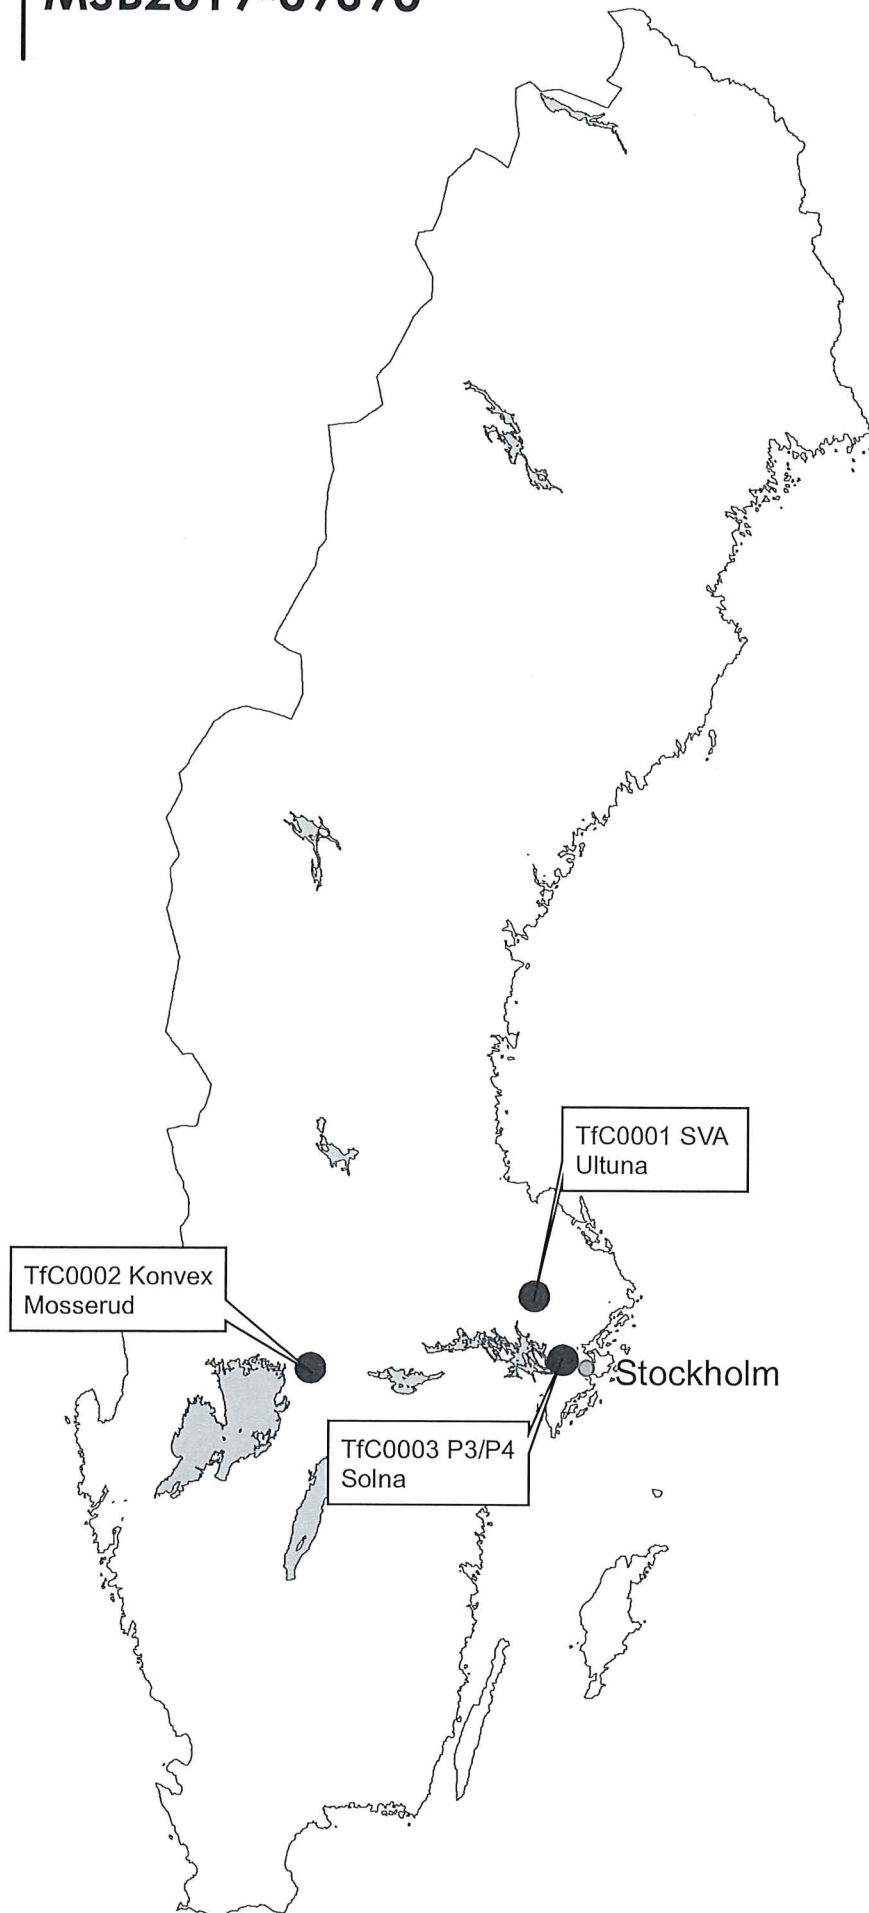 TfC0001 SVA
Ultuna
TfC0002 Konvex
Mosserud
Stockholm
TfC0003 P3/P4
Solna